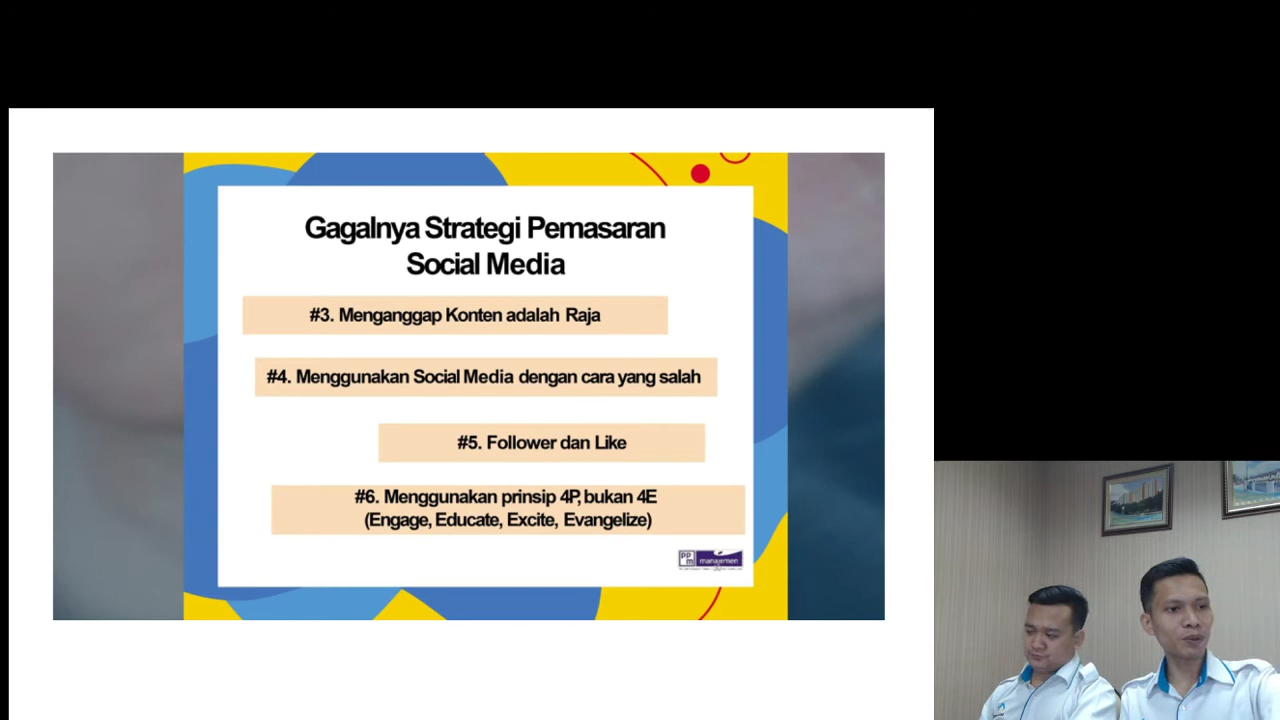 Gagalnya Strategi Pemasaran
Social Media
#3. Menganggap Konten adalah Raja
#4. Menggunakan Social Media dengan cara yang salah
#5. Follower dan Like
#6. Menggunakan prinsip 4P, bukan 4E
(Engage, Educate, Excite, Evangelize)
ppm manajemen